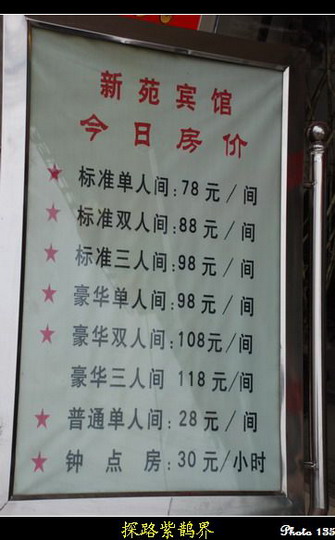 新苑宾馆
今日房价
★ 标准单人间:78元/间
★ 标准双人间:88元/间
★ 标准三人间:98元/间
★ 豪华单人间:98元/间
★ 豪华双人间:108元/间
豪华三人间 118元/间
★ 普通单人间:28元/间
★ 钟点房:30元/小时
探路紫鹊界
Photo 135